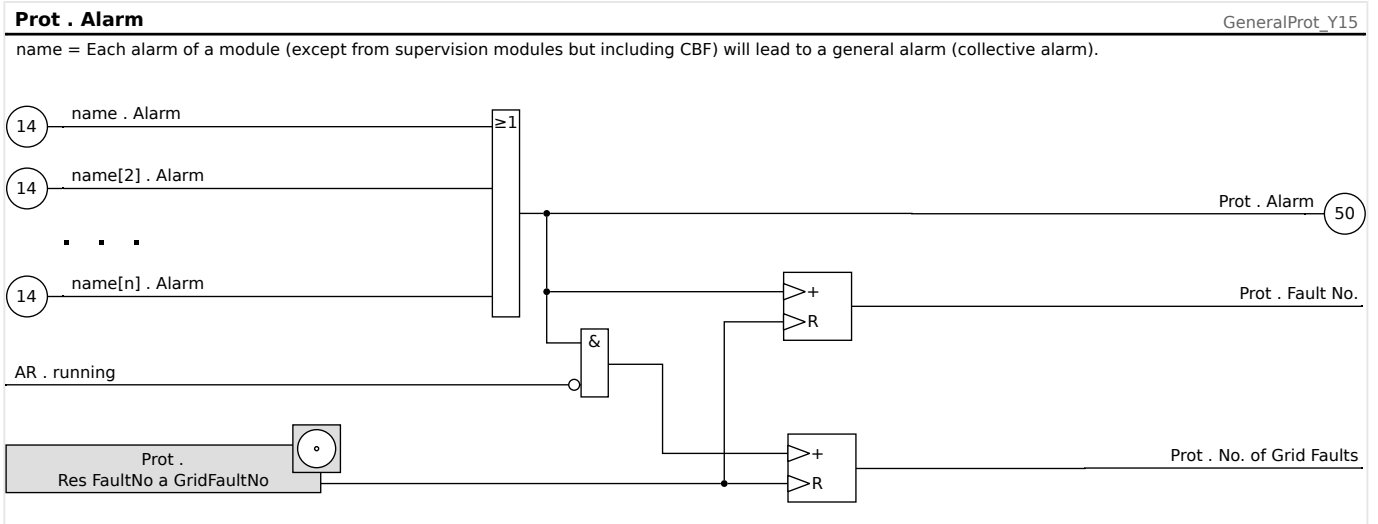 Prot . Alarm
GeneralProt_Y15
name = Each alarm of a module (except from supervision modules but including CBF) will lead to a general alarm (collective alarm).
14
name . Alarm
≥1
14
name[2] . Alarm
Prot . Alarm
50
. . .
14
name[n] . Alarm
+
Prot . Fault No.
R
&
AR . running
Prot .
Res FaultNo a GridFaultNo
+
Prot . No. of Grid Faults
R